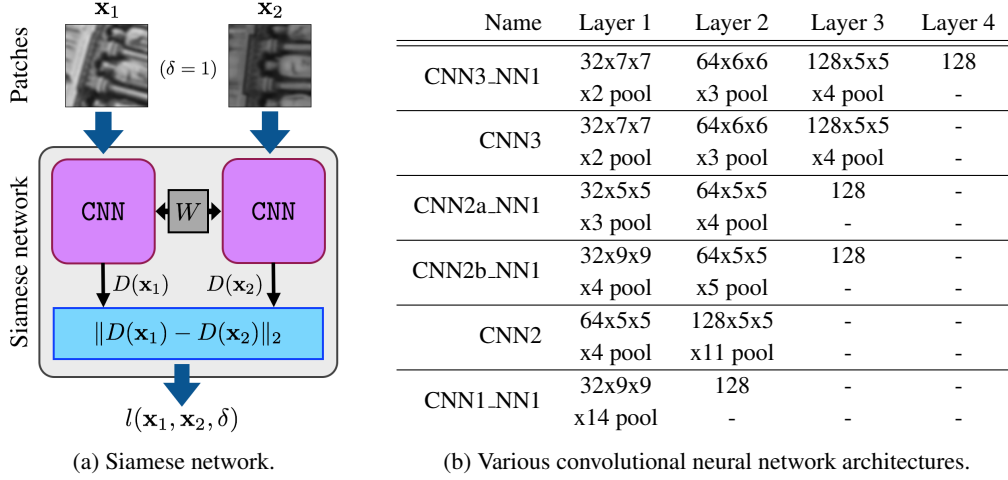 x₁ x₂
Patches
(δ = 1)
Siamese network
CNN W CNN
D(x₁) D(x₂)
‖D(x₁) − D(x₂)‖₂
l(x₁, x₂, δ)
(a) Siamese network.
Name Layer 1 Layer 2 Layer 3 Layer 4
CNN3_NN1 32x7x7 64x6x6 128x5x5 128
x2 pool x3 pool x4 pool -
CNN3 32x7x7 64x6x6 128x5x5 -
x2 pool x3 pool x4 pool -
CNN2a_NN1 32x5x5 64x5x5 128 -
x3 pool x4 pool - -
CNN2b_NN1 32x9x9 64x5x5 128 -
x4 pool x5 pool - -
CNN2 64x5x5 128x5x5 - -
x4 pool x11 pool - -
CNN1_NN1 32x9x9 128 - -
x14 pool - - -
(b) Various convolutional neural network architectures.